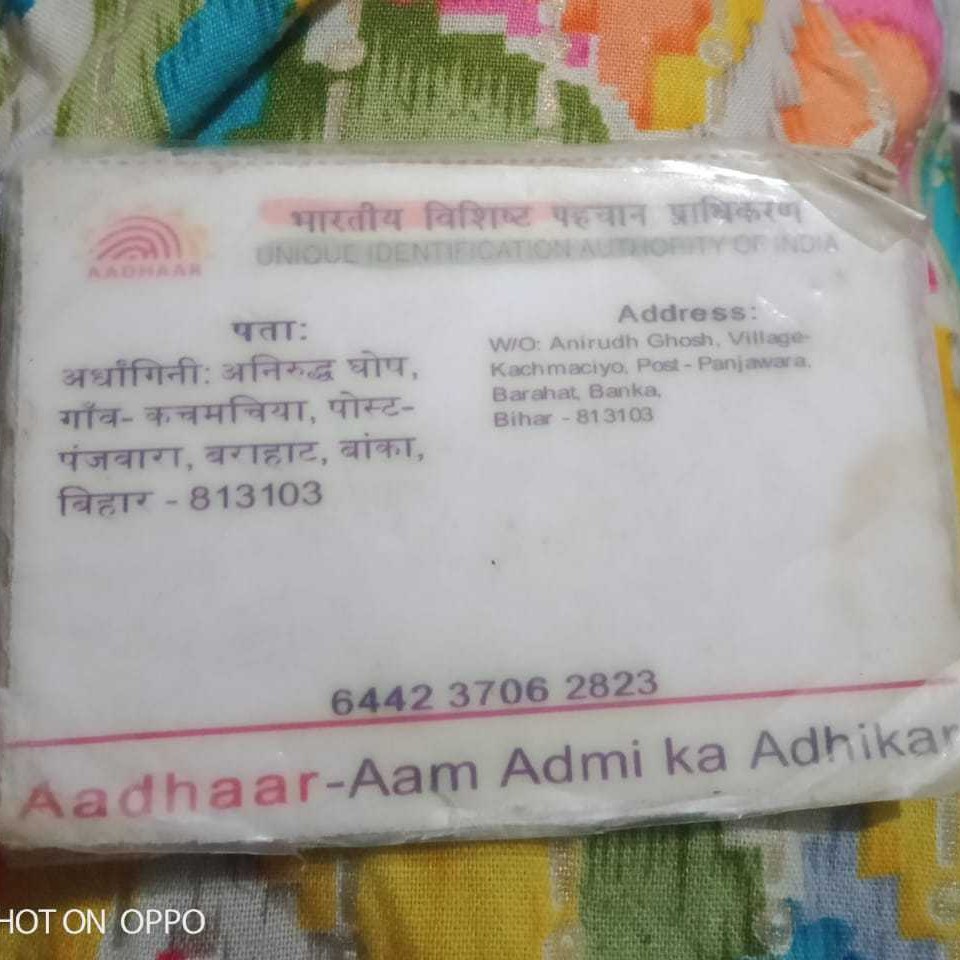 भारतीय विशिष्ट पहचान प्राधिकरण
UNIQUE IDENTIFICATION AUTHORITY OF INDIA
AADHAAR
पता:
अर्धांगिनी: अनिरुद्ध घोष,
गाँव- कचमचिया, पोस्ट-
पंजवारा, बराहाट, बांका,
बिहार - 813103
Address:
W/O: Anirudh Ghosh, Village-
Kachmaciyo, Post - Panjawara,
Barahat, Banka,
Bihar - 813103
6442 3706 2823
Aadhaar-Aam Admi ka Adhikar
HOT ON OPPO